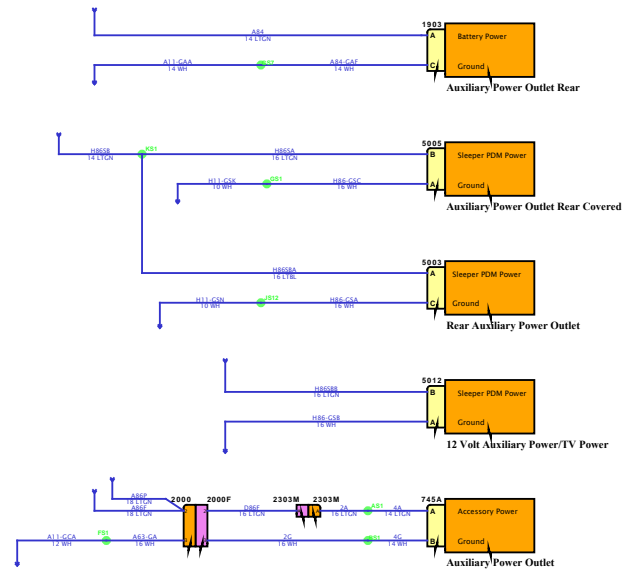 A84
14 LTGN
1903
A
Battery Power
A11-GAA
14 WH
A84-GAF
14 WH
C
Ground
Auxiliary Power Outlet Rear
H86SB
14 LTGN
KS1
H86SA
16 LTGN
5005
B
Sleeper PDM Power
H11-GSK
10 WH
GS1
H86-GSC
16 WH
A
Ground
Auxiliary Power Outlet Rear Covered
H86SBA
16 LTBL
5003
A
Sleeper PDM Power
H11-GSN
10 WH
H86-GSA
16 WH
C
Ground
Rear Auxiliary Power Outlet
H86SBB
16 LTGN
5012
B
Sleeper PDM Power
H86-GSB
16 WH
A
Ground
12 Volt Auxiliary Power/TV Power
A86P
18 LTGN
A86F
18 LTGN
2000
2000F
D86F
16 LTGN
2303M
2303M
2A
16 LTGN
AB1
4A
14 LTGN
745A
A
Accessory Power
A11-GCA
12 WH
A63-GA
16 WH
2G
16 WH
4G
14 WH
B
Ground
Auxiliary Power Outlet